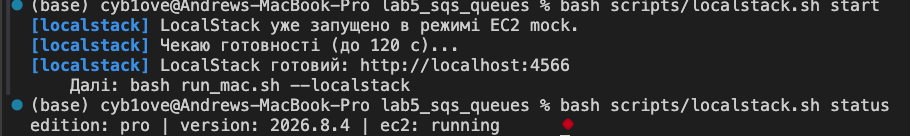 (base) cyb1ove@Andrews-MacBook-Pro lab5_sqs_queues % bash scripts/localstack.sh start
[localstack] LocalStack уже запущено в режимі EC2 mock.
[localstack] Чекаю готовності (до 120 с)...
[localstack] LocalStack готовий: http://localhost:4566
Далі: bash run_mac.sh --localstack
(base) cyb1ove@Andrews-MacBook-Pro lab5_sqs_queues % bash scripts/localstack.sh status
edition: pro | version: 2026.8.4 | ec2: running